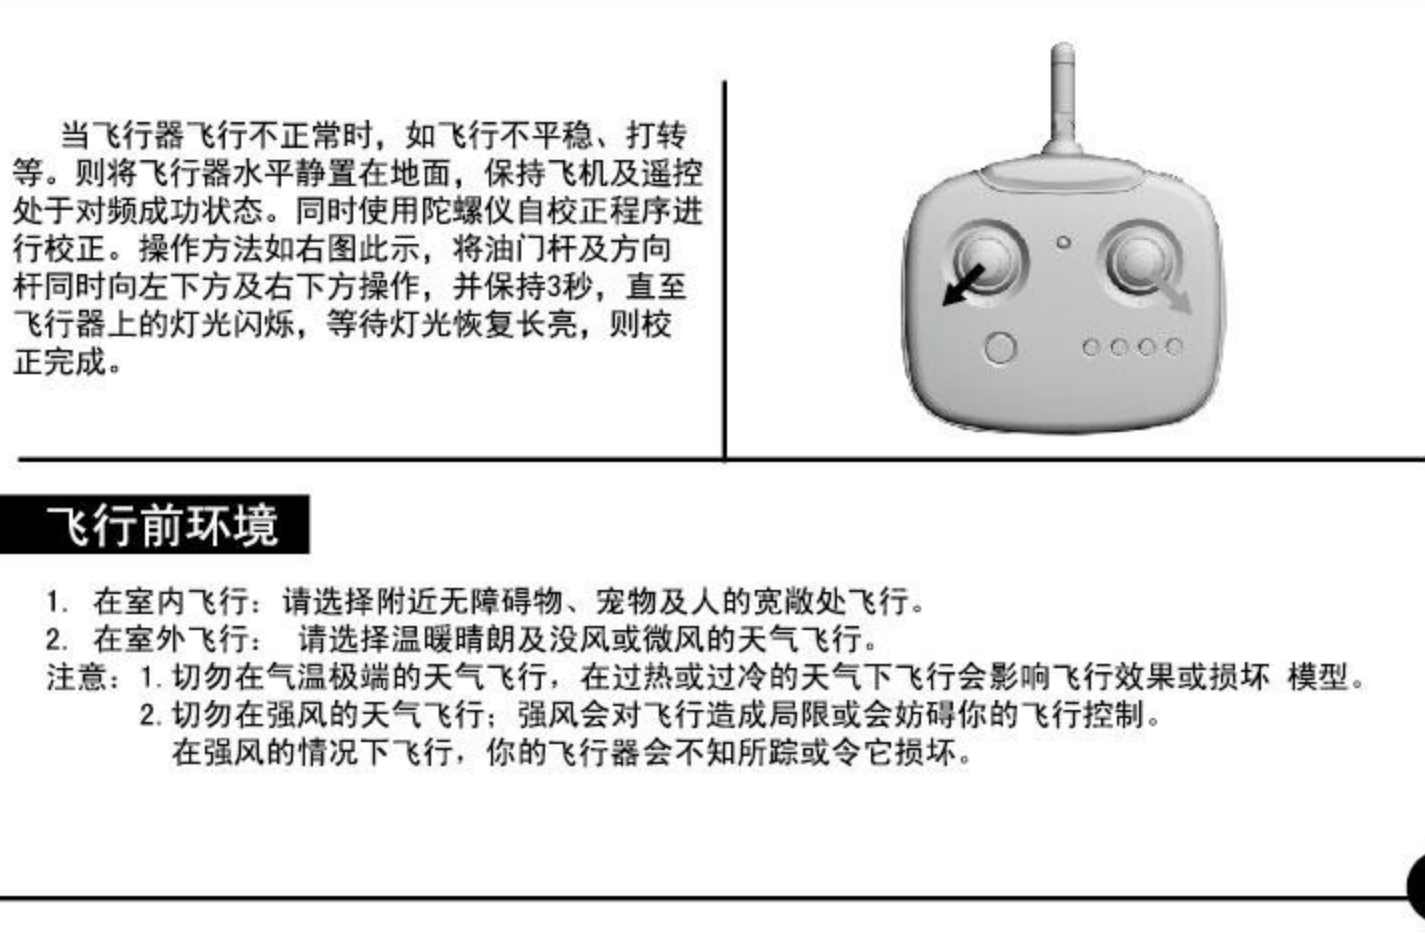 当飞行器飞行不正常时，如飞行不平稳、打转
等。则将飞行器水平静置在地面，保持飞机及遥控
处于对频成功状态。同时使用陀螺仪自校正程序进
行校正。操作方法如右图此示，将油门杆及方向
杆同时向左下方及右下方操作，并保持3秒，直至
飞行器上的灯光闪烁，等待灯光恢复长亮，则校
正完成。
飞行前环境
1. 在室内飞行：请选择附近无障碍物、宠物及人的宽敞处飞行。
2. 在室外飞行： 请选择温暖晴朗及没风或微风的天气飞行。
注意：1.切勿在气温极端的天气飞行，在过热或过冷的天气下飞行会影响飞行效果或损坏 模型。
2.切勿在强风的天气飞行；强风会对飞行造成局限或会妨碍你的飞行控制。
在强风的情况下飞行，你的飞行器会不知所踪或令它损坏。